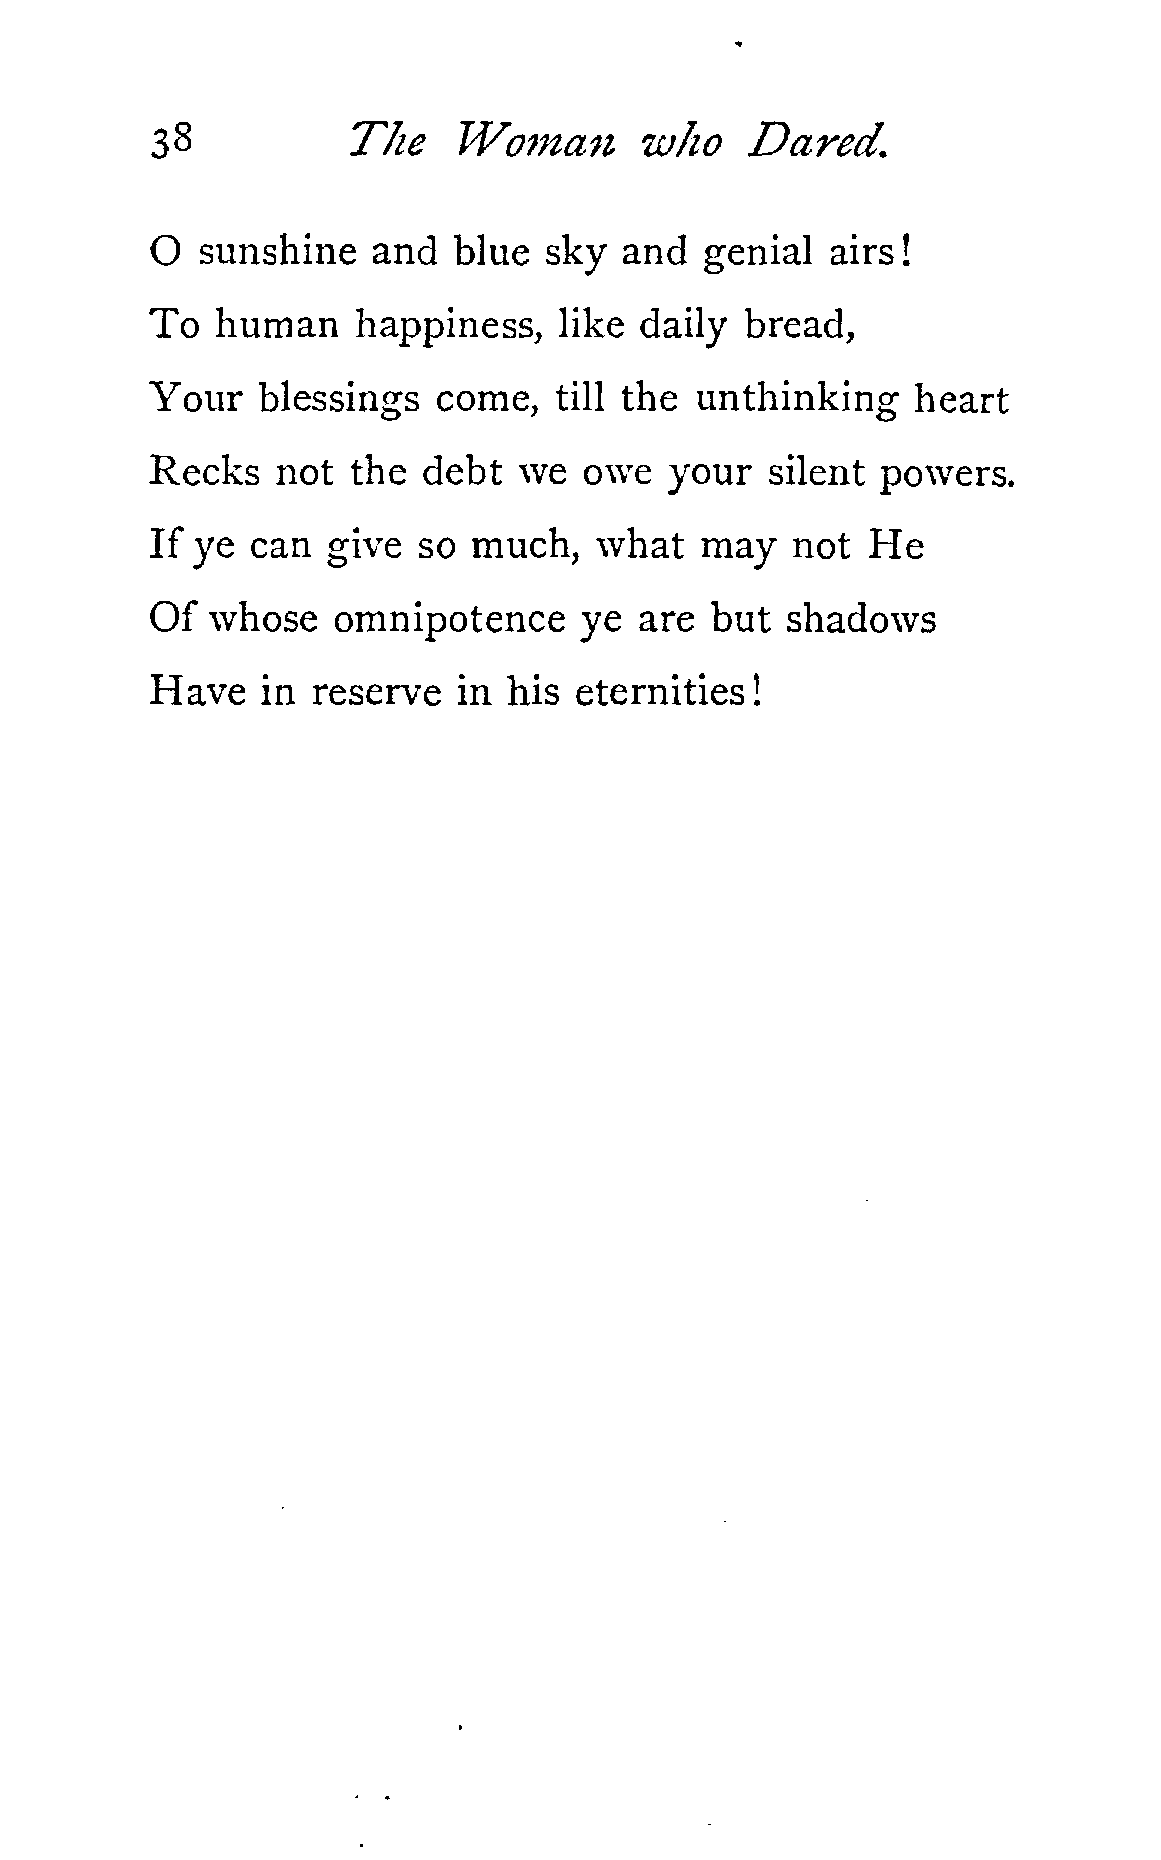 38 The Woman who Dared.
O sunshine and blue sky and genial airs!
To human happiness, like daily bread,
Your blessings come, till the unthinking heart
Recks not the debt we owe your silent powers.
If ye can give so much, what may not He
Of whose omnipotence ye are but shadows
Have in reserve in his eternities!